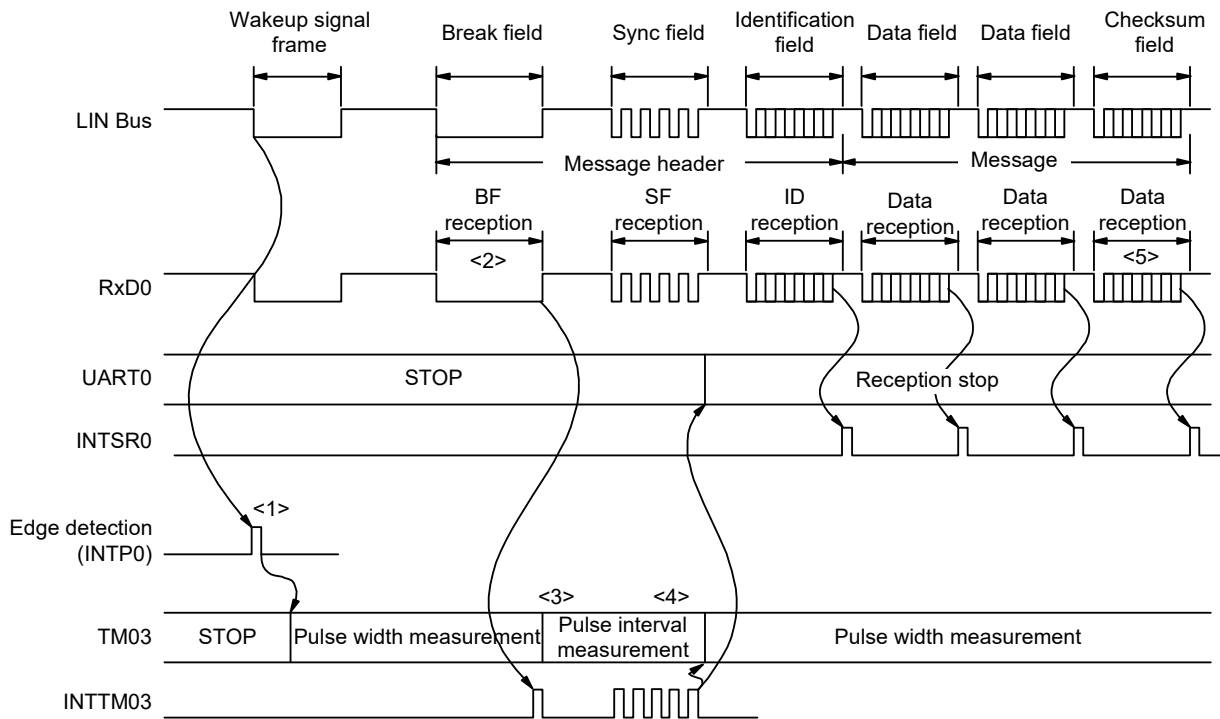 Wakeup signal
frame
Break field
Sync field
Identification
field
Data field
Data field
Checksum
field
LIN Bus
Message header
Message
BF
reception
SF
reception
ID
reception
Data
reception
Data
reception
Data
reception
<2>
<5>
RxD0
UART0
STOP
Reception stop
INTSR0
<1>
Edge detection
(INTP0)
<3>
<4>
TM03
STOP
Pulse width measurement
Pulse interval
measurement
Pulse width measurement
INTTM03